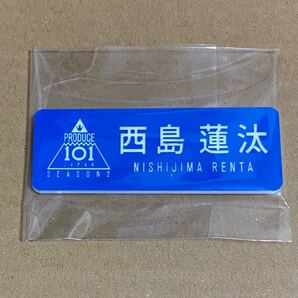 PRODUCE
101
JAPAN
SEASON2
西島 蓮汰
NISHIJIMA RENTA